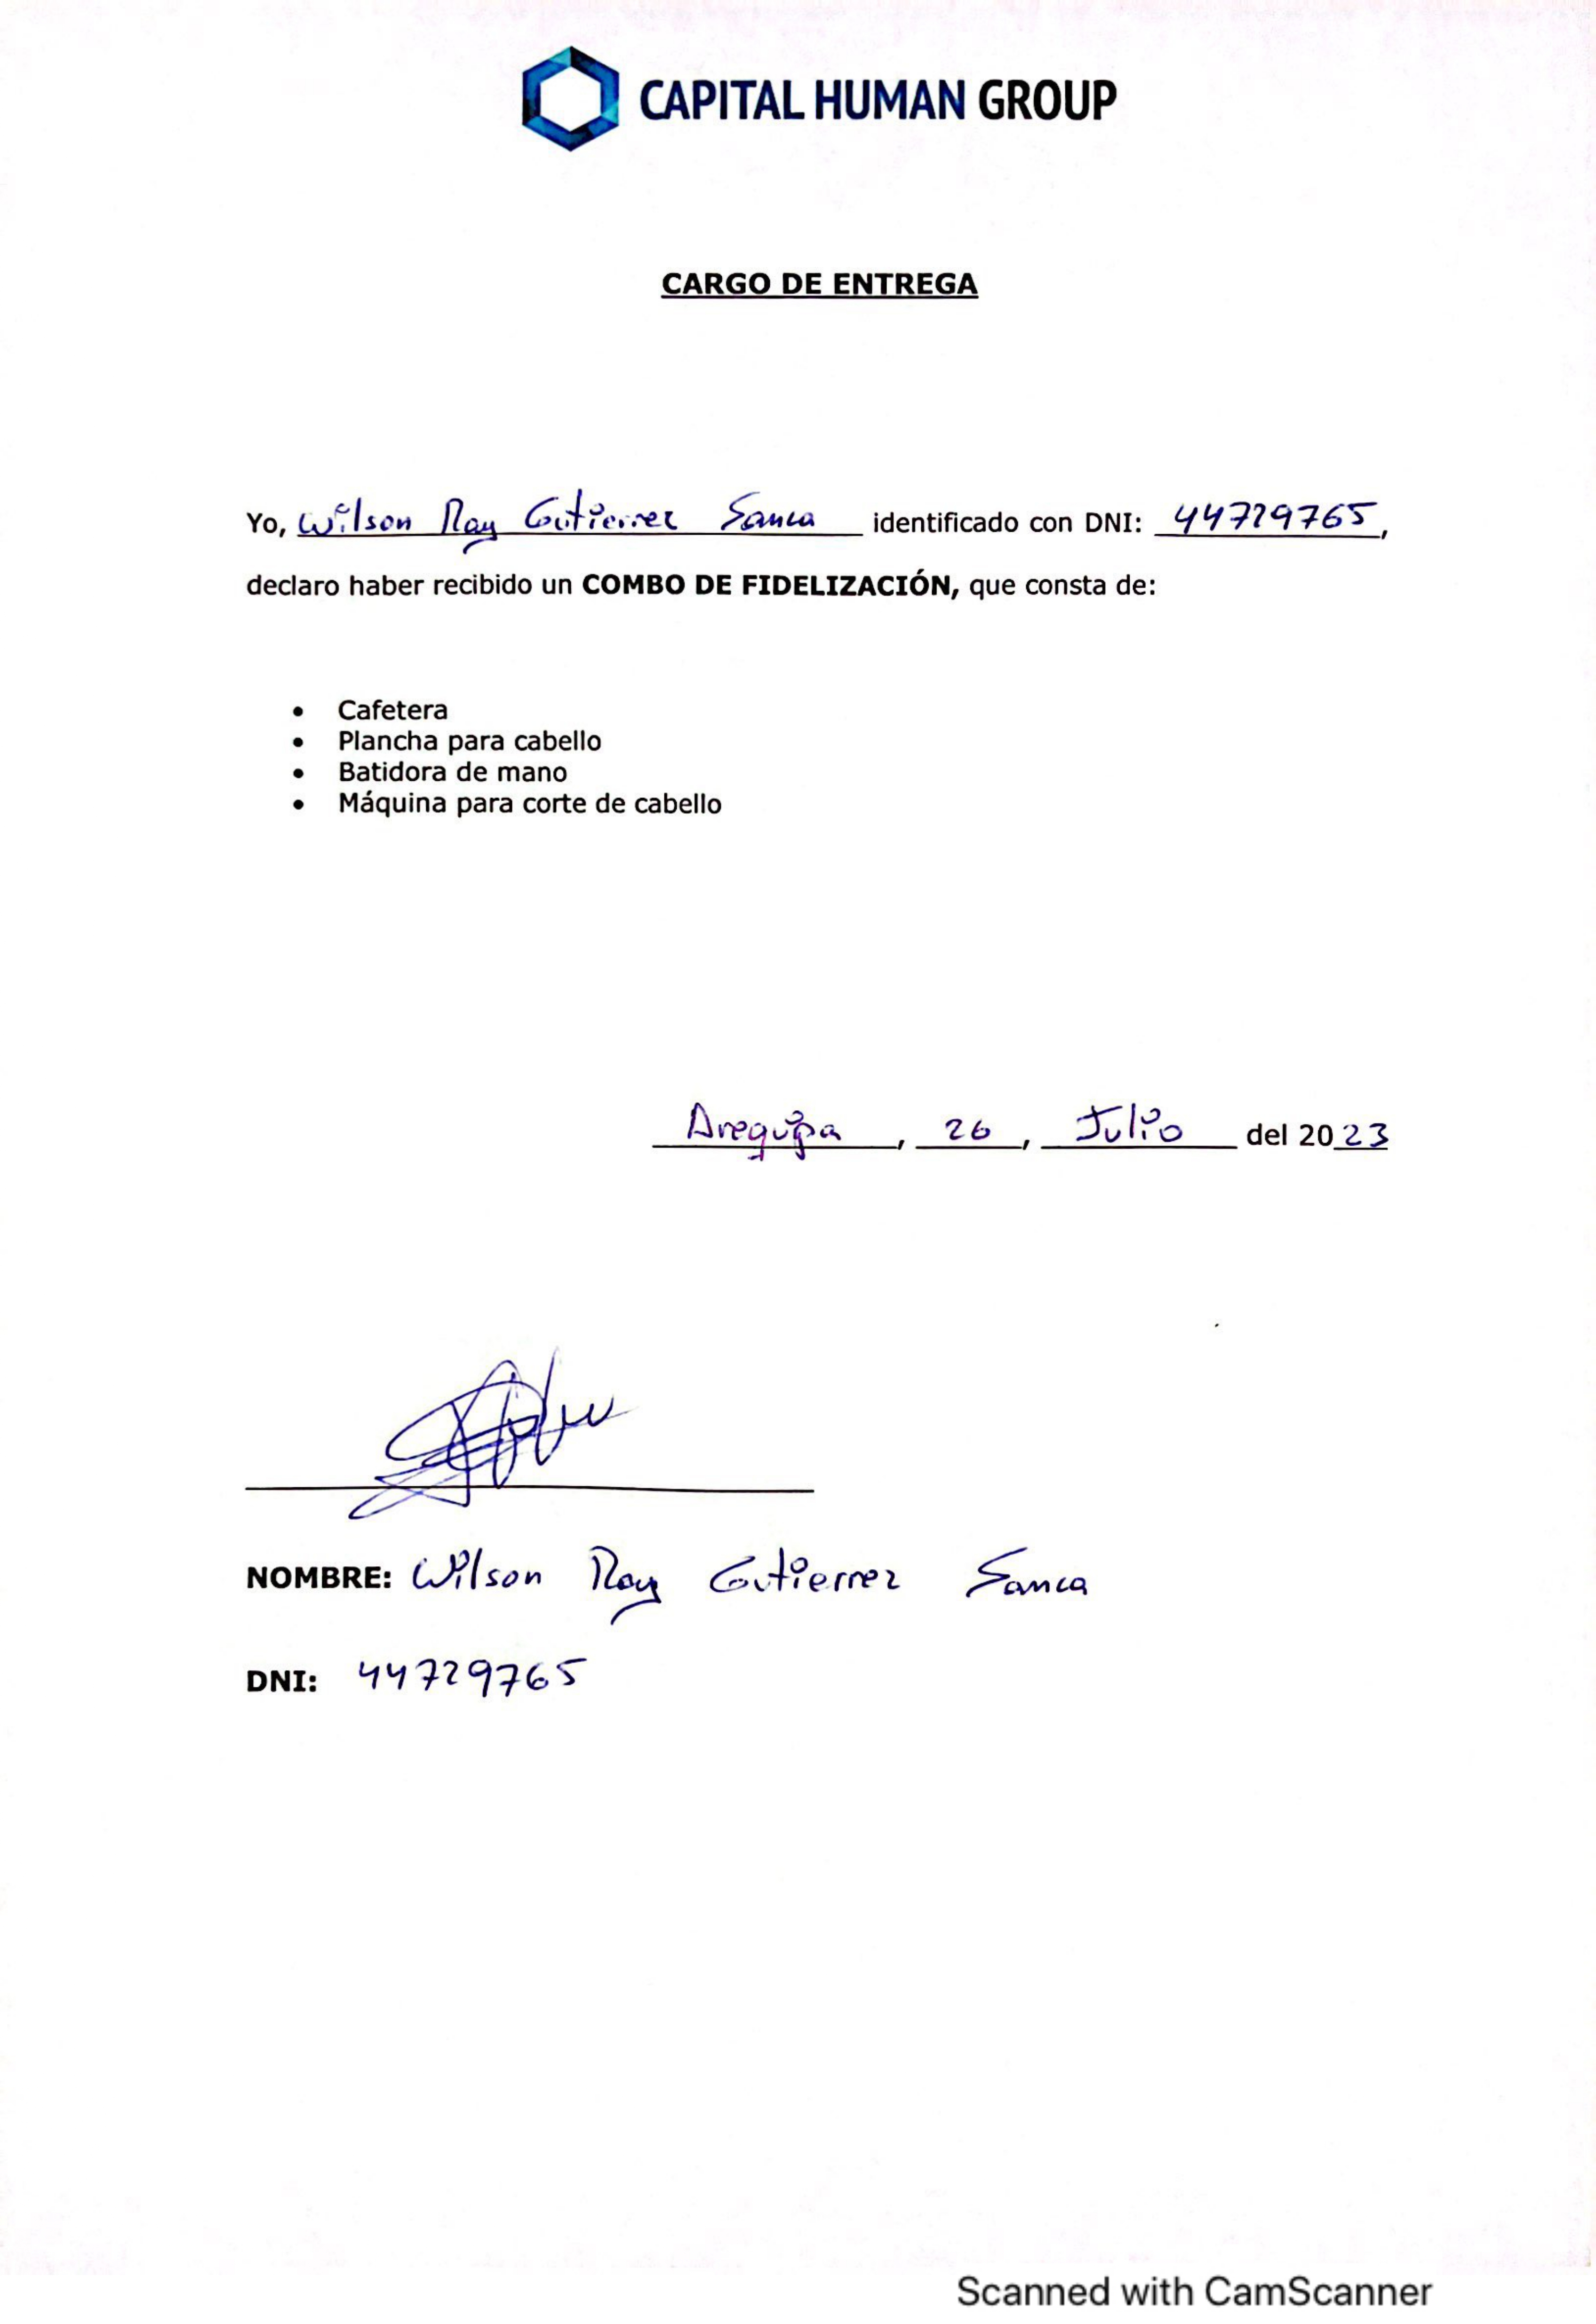 CAPITAL HUMAN GROUP
CARGO DE ENTREGA
Yo, Wilson Ray Gutierrez Sanca identificado con DNI: 44729765,
declaro haber recibido un COMBO DE FIDELIZACIÓN, que consta de:
• Cafetera
• Plancha para cabello
• Batidora de mano
• Máquina para corte de cabello
Arequipa, 26, Julio del 2023
NOMBRE: Wilson Ray Gutierrez Sanca
DNI: 44729765
Scanned with CamScanner